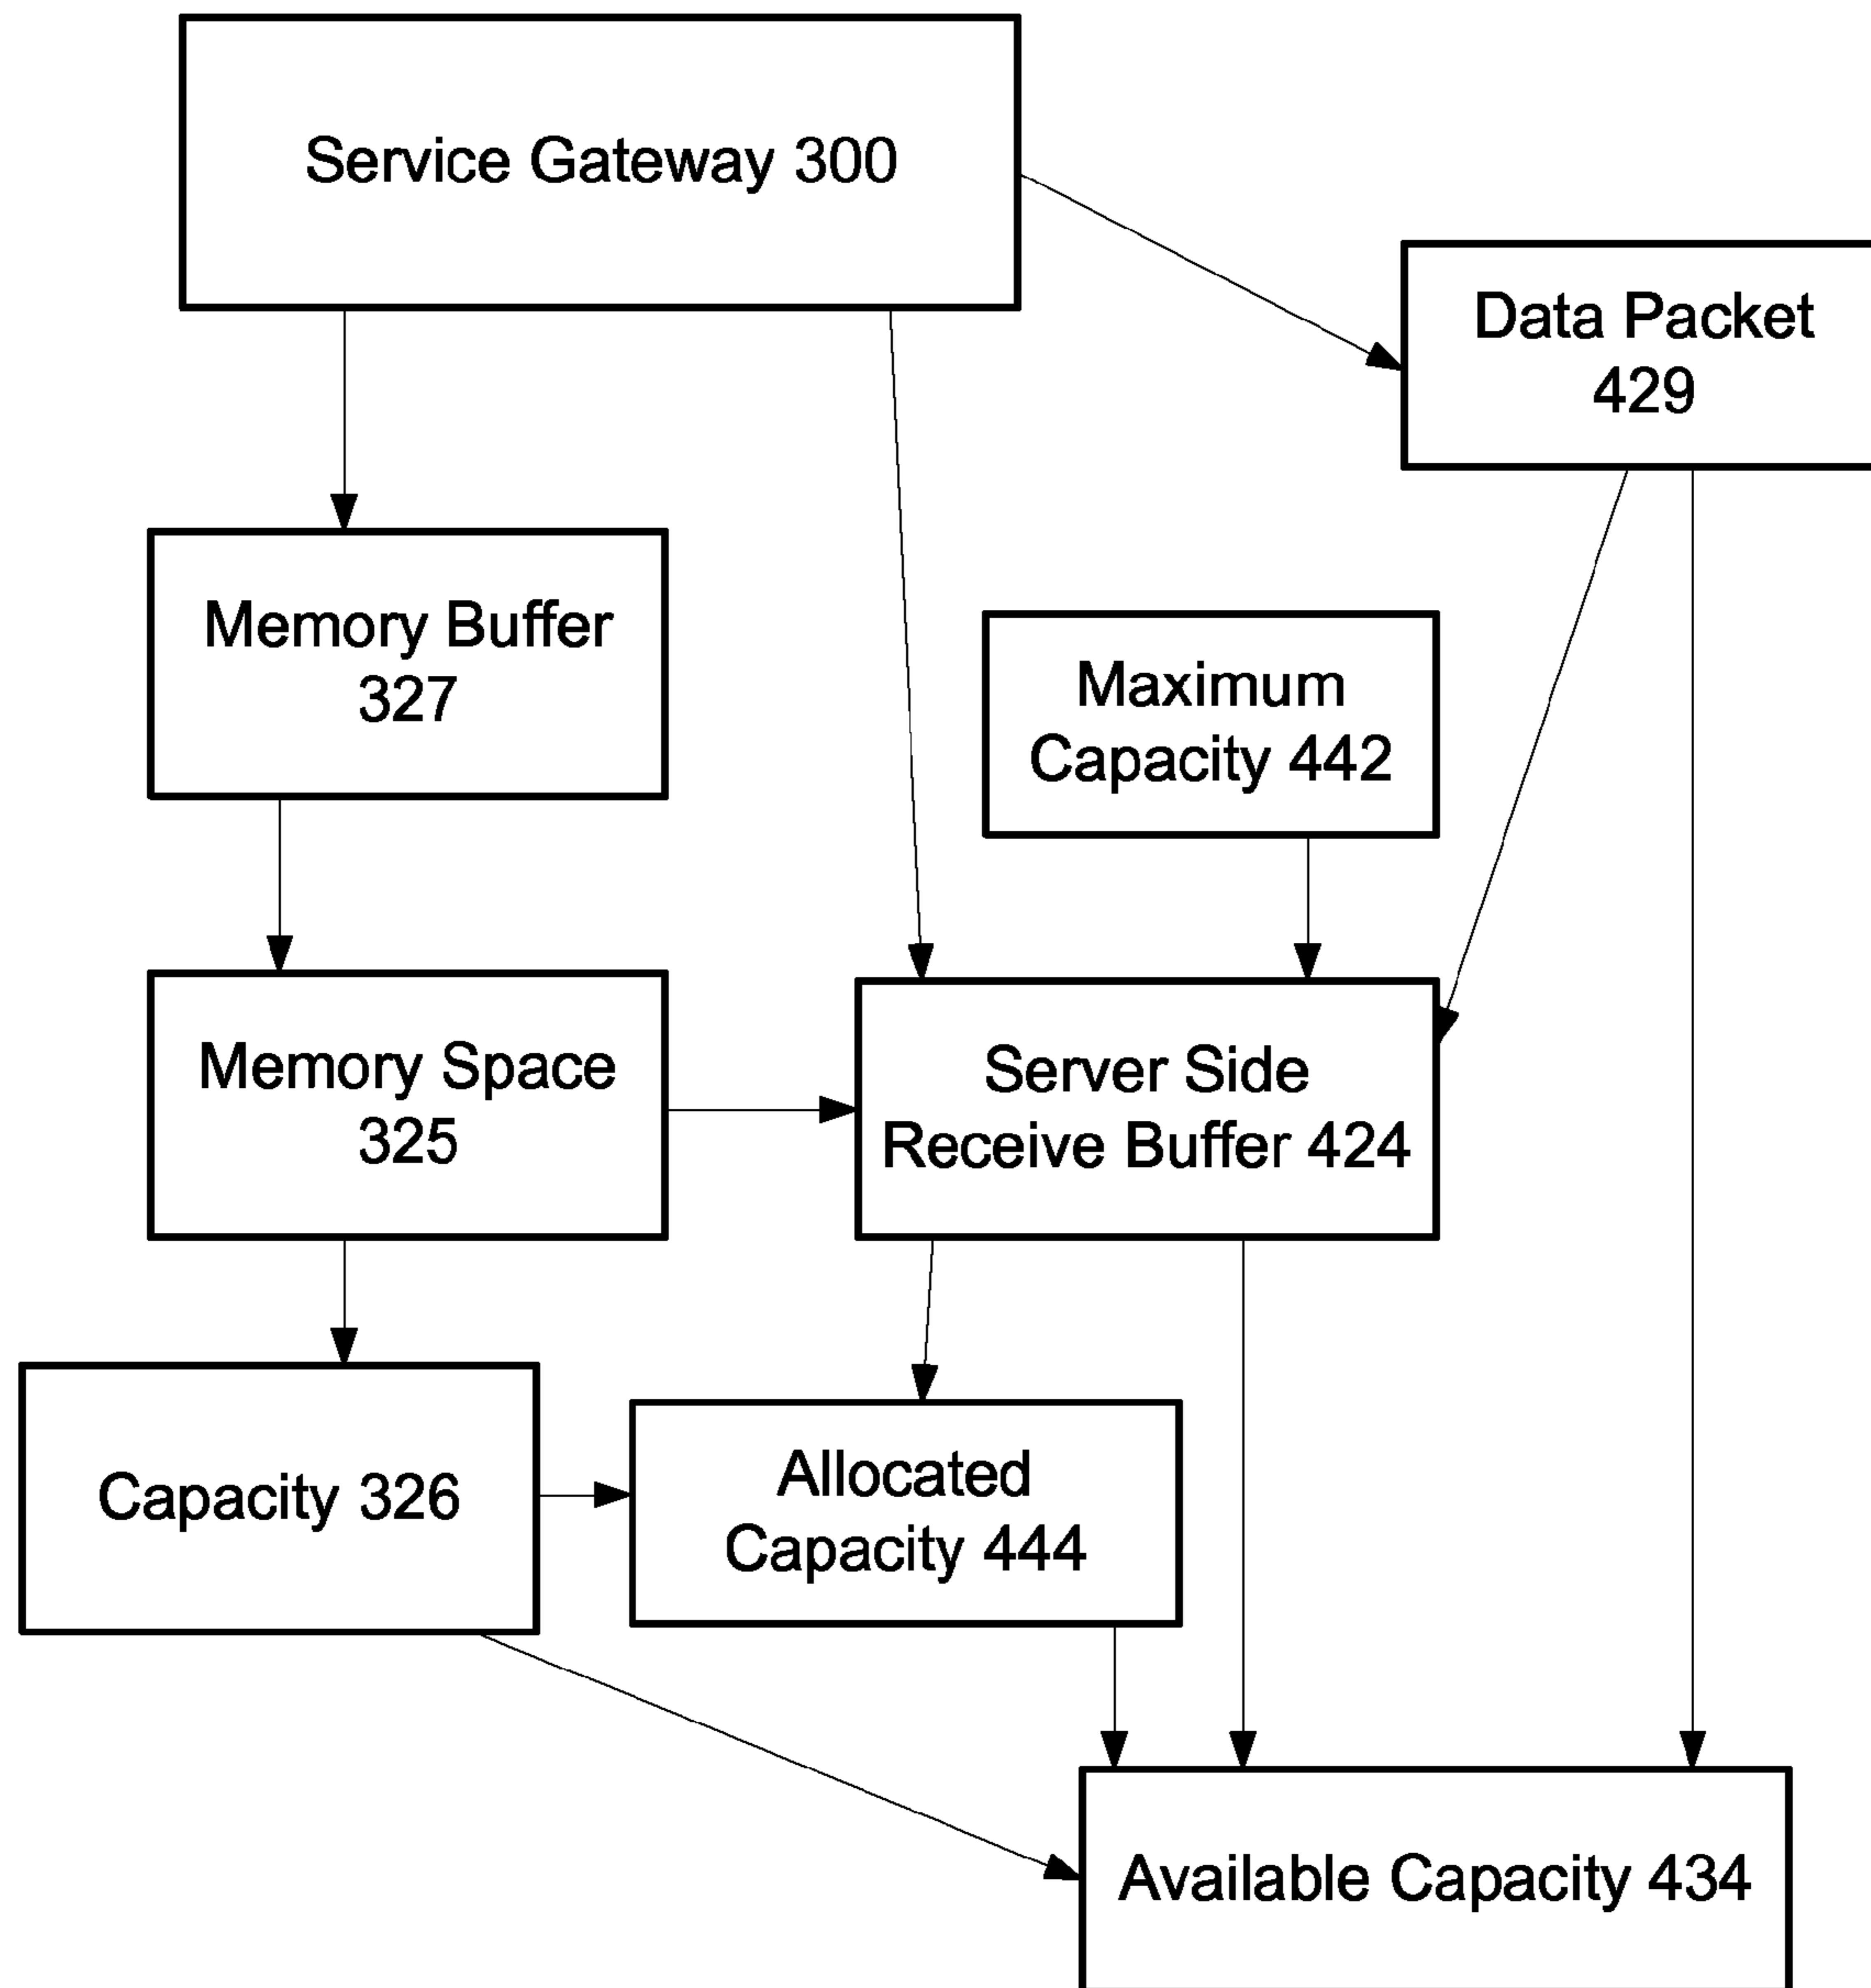 Service Gateway 300
Data Packet
429
Memory Buffer
327
Maximum
Capacity 442
Memory Space
325
Server Side
Receive Buffer 424
Capacity 326
Allocated
Capacity 444
Available Capacity 434